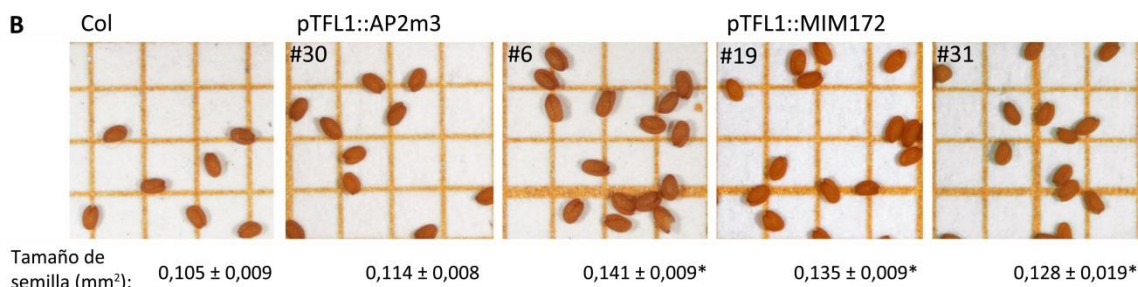 B Col pTFL1::AP2m3 pTFL1::MIM172
#30 #6 #19 #31
Tamaño de
semilla (mm²): 0,105 ± 0,009 0,114 ± 0,008 0,141 ± 0,009* 0,135 ± 0,009* 0,128 ± 0,019*